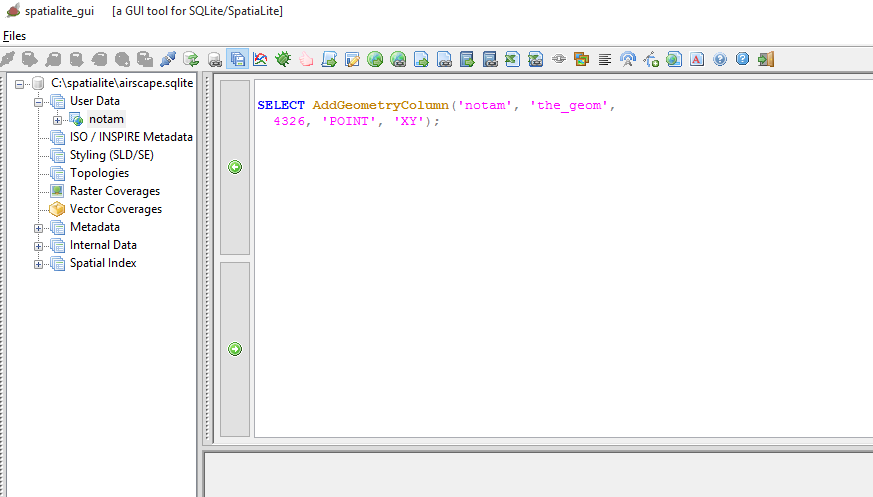 spatialite_gui [a GUI tool for SQLite/SpatiaLite]
Files
C:\spatialite\airscape.sqlite
User Data
notam
ISO / INSPIRE Metadata
Styling (SLD/SE)
Topologies
Raster Coverages
Vector Coverages
Metadata
Internal Data
Spatial Index
SELECT AddGeometryColumn('notam', 'the_geom',
4326, 'POINT', 'XY');